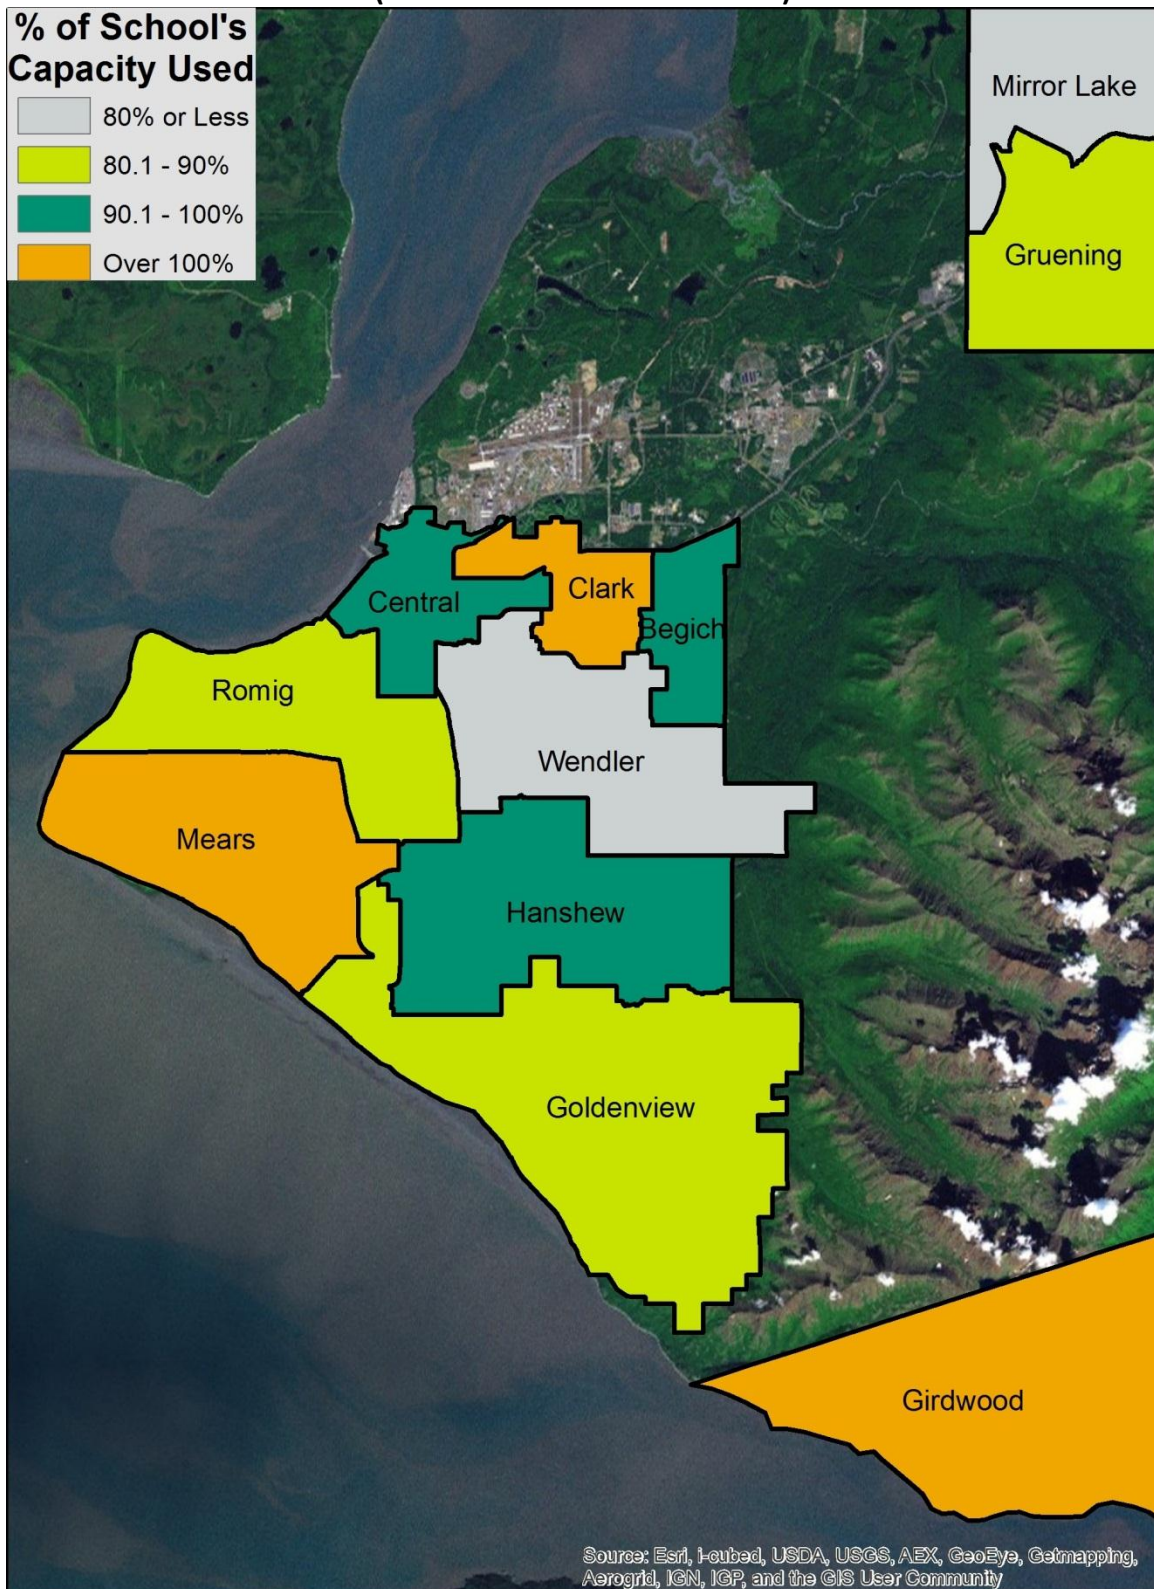 % of School's
Capacity Used
80% or Less
80.1 - 90%
90.1 - 100%
Over 100%
Mirror Lake
Gruening
Clark
Central
Begich
Romig
Wendler
Mears
Hanshew
Goldenview
Girdwood
Source: Esri, i-cubed, USDA, USGS, AEX, GeoEye, Getmapping,
Aerogrid, IGN, IGP, and the GIS User Community